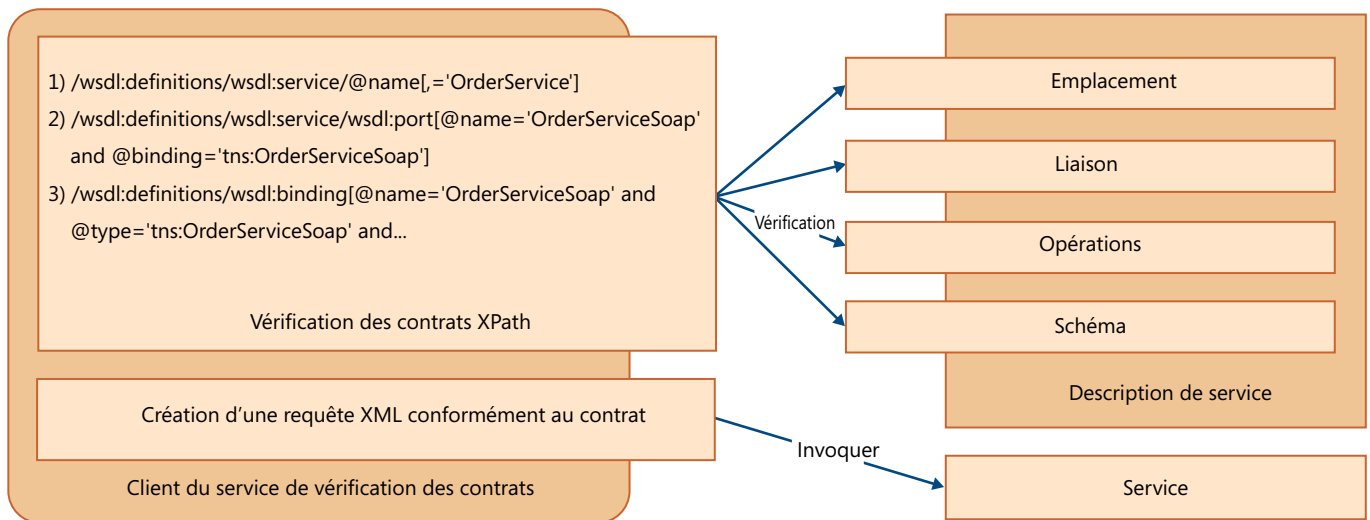 1) /wsdl:definitions/wsdl:service/@name[,='OrderService']
2) /wsdl:definitions/wsdl:service/wsdl:port[@name='OrderServiceSoap'
and @binding='tns:OrderServiceSoap']
3) /wsdl:definitions/wsdl:binding[@name='OrderServiceSoap' and
@type='tns:OrderServiceSoap' and...
Vérification des contrats XPath
Création d’une requête XML conformément au contrat
Client du service de vérification des contrats
Vérification
Invoquer
Emplacement
Liaison
Opérations
Schéma
Description de service
Service